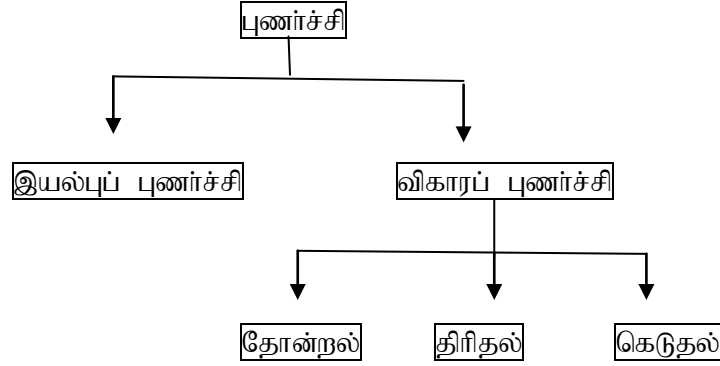 புணர்ச்சி
இயல்புப் புணர்ச்சி விகாரப் புணர்ச்சி
தோன்றல் திரிதல் கெடுதல்